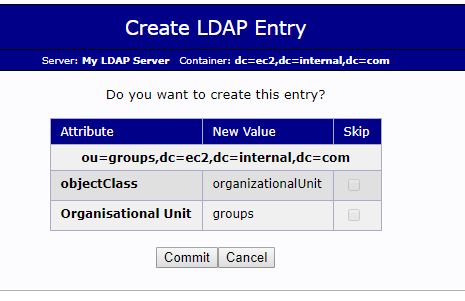 Create LDAP Entry
Server: My LDAP Server Container: dc=ec2,dc=internal,dc=com
Do you want to create this entry?
Attribute New Value Skip
ou=groups,dc=ec2,dc=internal,dc=com
objectClass organizationalUnit
Organisational Unit groups
Commit Cancel